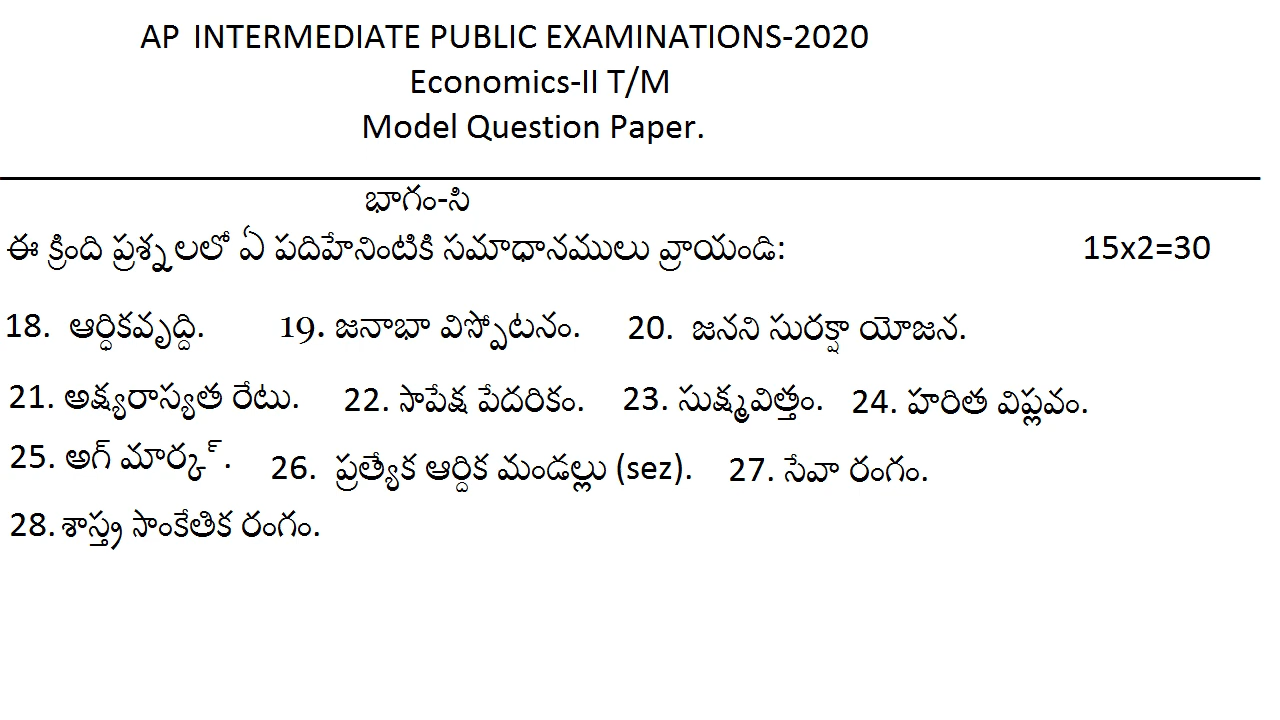 AP INTERMEDIATE PUBLIC EXAMINATIONS-2020
Economics-II T/M
Model Question Paper.
భాగం-సి
ఈ క్రింది ప్రశ్నలలో ఏ పదిహేనింటికి సమాధానములు వ్రాయండి: 15x2=30
18. ఆర్ధికవృద్ది. 19. జనాభా విస్పోటనం. 20. జనని సురక్షా యోజన.
21. అక్ష్యరాస్యత రేటు. 22. సాపేక్ష పేదరికం. 23. సుక్ష్మవిత్తం. 24. హరిత విప్లవం.
25. అగ్ మార్క్. 26. ప్రత్యేక ఆర్దిక మండల్లు (sez). 27. సేవా రంగం.
28. శాస్త్ర సాంకేతిక రంగం.